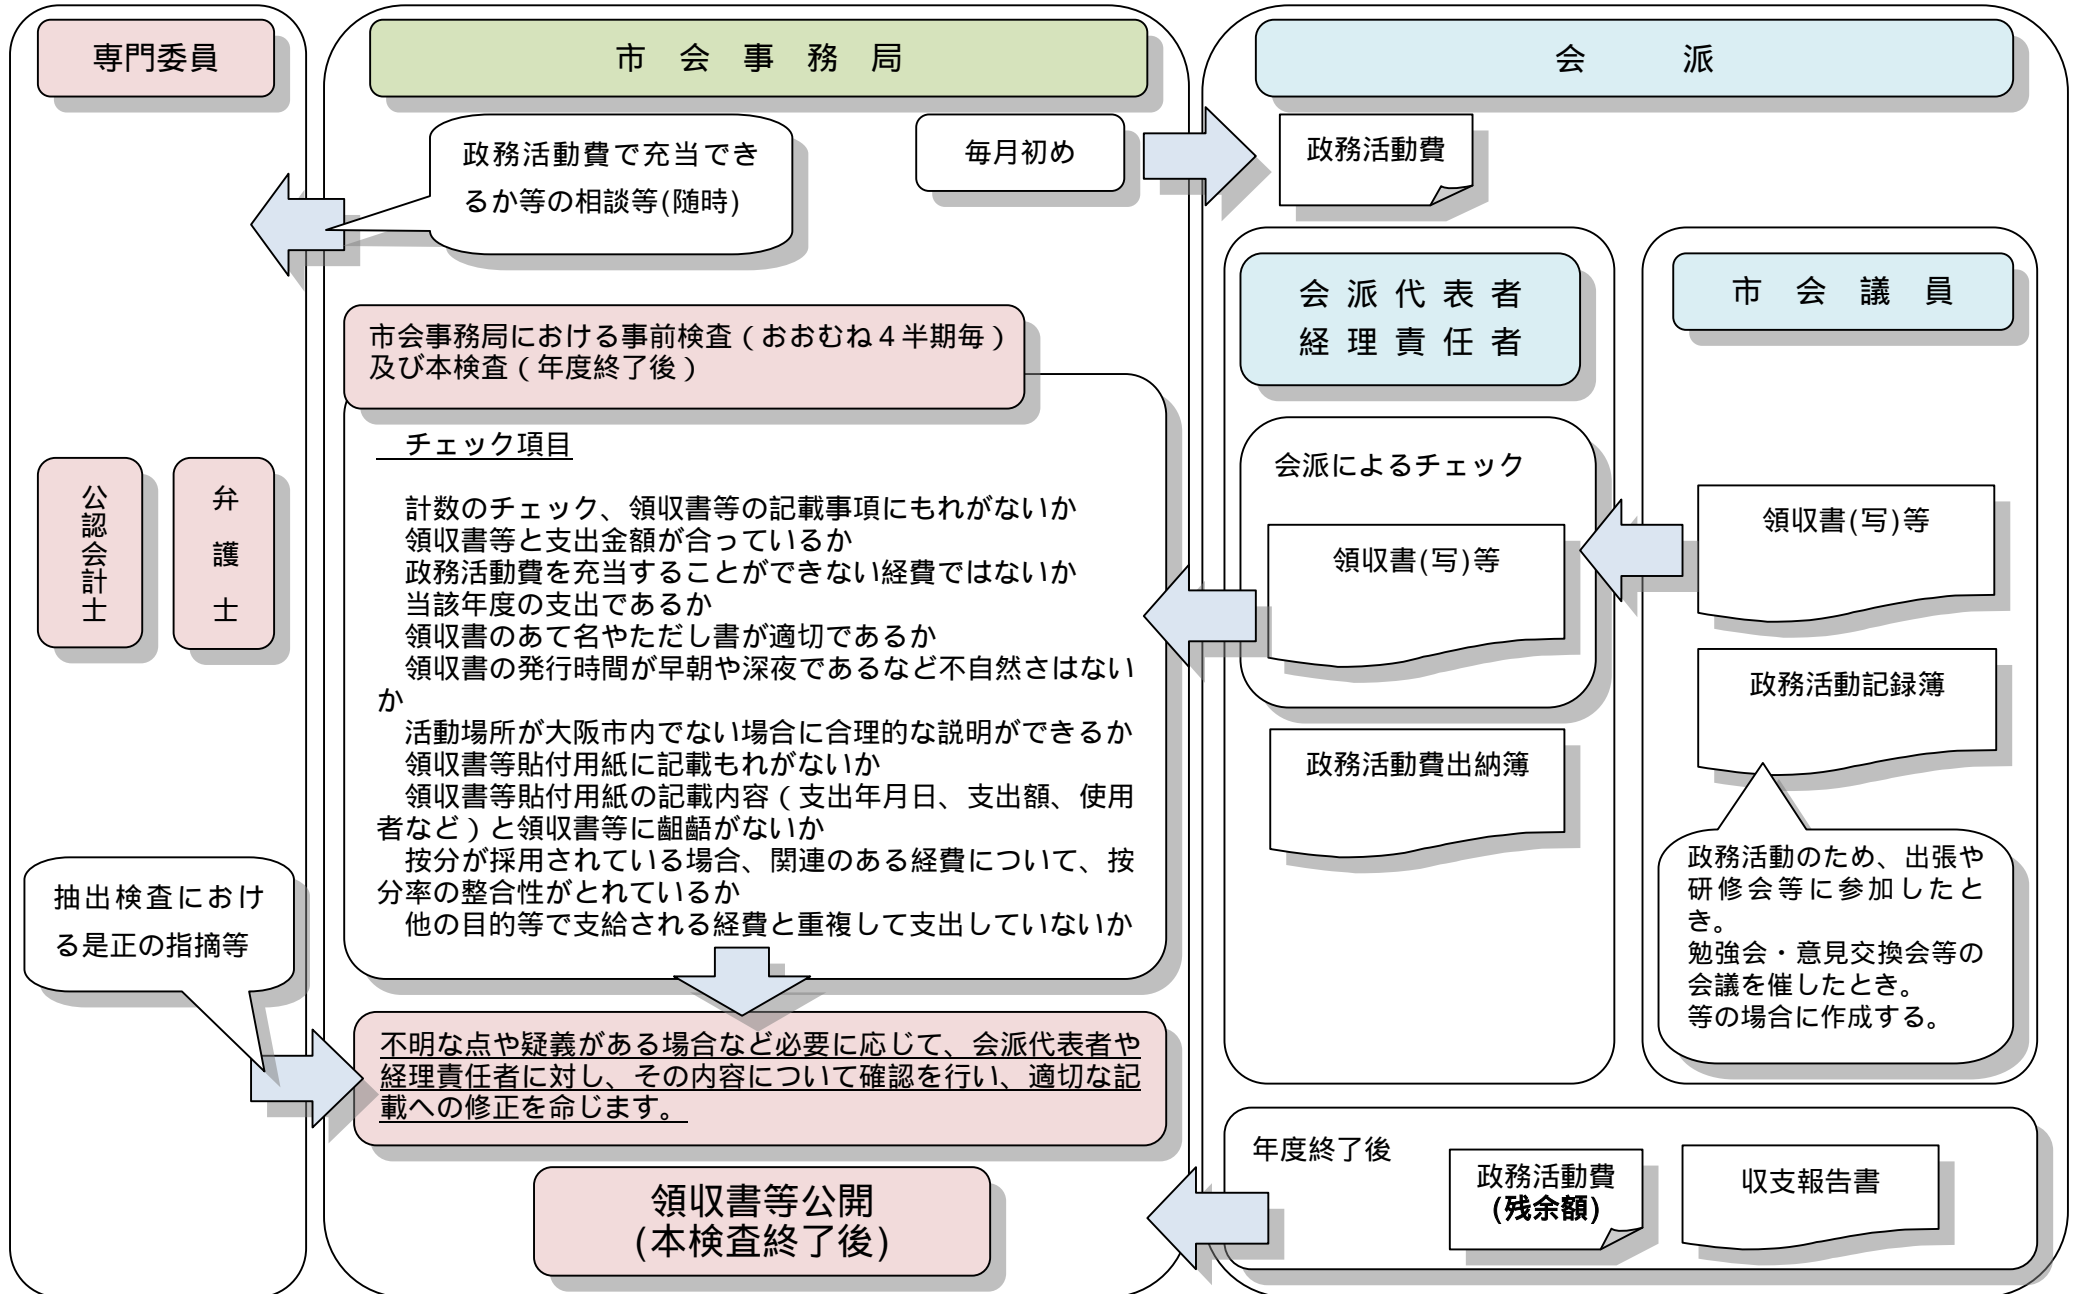 専門委員
公認会計士
弁護士
抽出検査におけ
る是正の指摘等
市会事務局
政務活動費で充当でき
るか等の相談等(随時)
毎月初め
市会事務局における事前検査(おおむね4半期毎)
及び本検査(年度終了後)
チェック項目
計数のチェック、領収書等の記載事項にもれがないか
領収書等と支出金額が合っているか
政務活動費を充当することができない経費ではないか
当該年度の支出であるか
領収書のあて名やただし書が適切であるか
領収書の発行時間が早朝や深夜であるなど不自然さはない
か
活動場所が大阪市内でない場合に合理的な説明ができるか
領収書等貼付用紙に記載もれがないか
領収書等貼付用紙の記載内容(支出年月日、支出額、使用
者など)と領収書等に齟齬がないか
按分が採用されている場合、関連のある経費について、按
分率の整合性がとれているか
他の目的等で支給される経費と重複して支出していないか
不明な点や疑義がある場合など必要に応じて、会派代表者や
経理責任者に対し、その内容について確認を行い、適切な記
載への修正を命じます。
領収書等公開
(本検査終了後)
会派
政務活動費
会派代表者
経理責任者
会派によるチェック
領収書(写)等
政務活動費出納簿
市会議員
領収書(写)等
政務活動記録簿
政務活動のため、出張や
研修会等に参加したと
き。
勉強会・意見交換会等の
会議を催したとき。
等の場合に作成する。
年度終了後
政務活動費
(残余額)
収支報告書